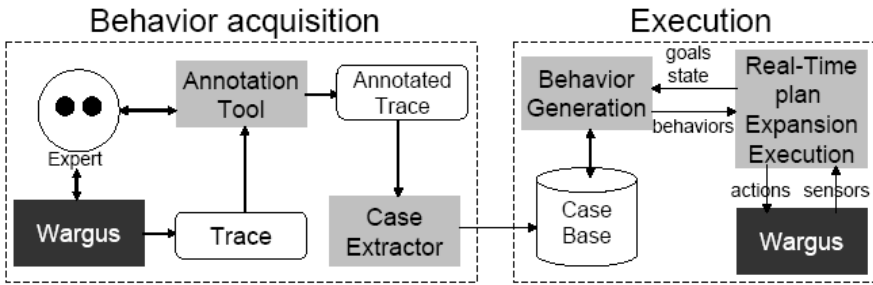 Behavior acquisition
Execution
Annotation
Tool
Annotated
Trace
Expert
Wargus
Trace
Case
Extractor
Behavior
Generation
goals
state
behaviors
Real-Time
plan
Expansion
Execution
Case
Base
actions
sensors
Wargus